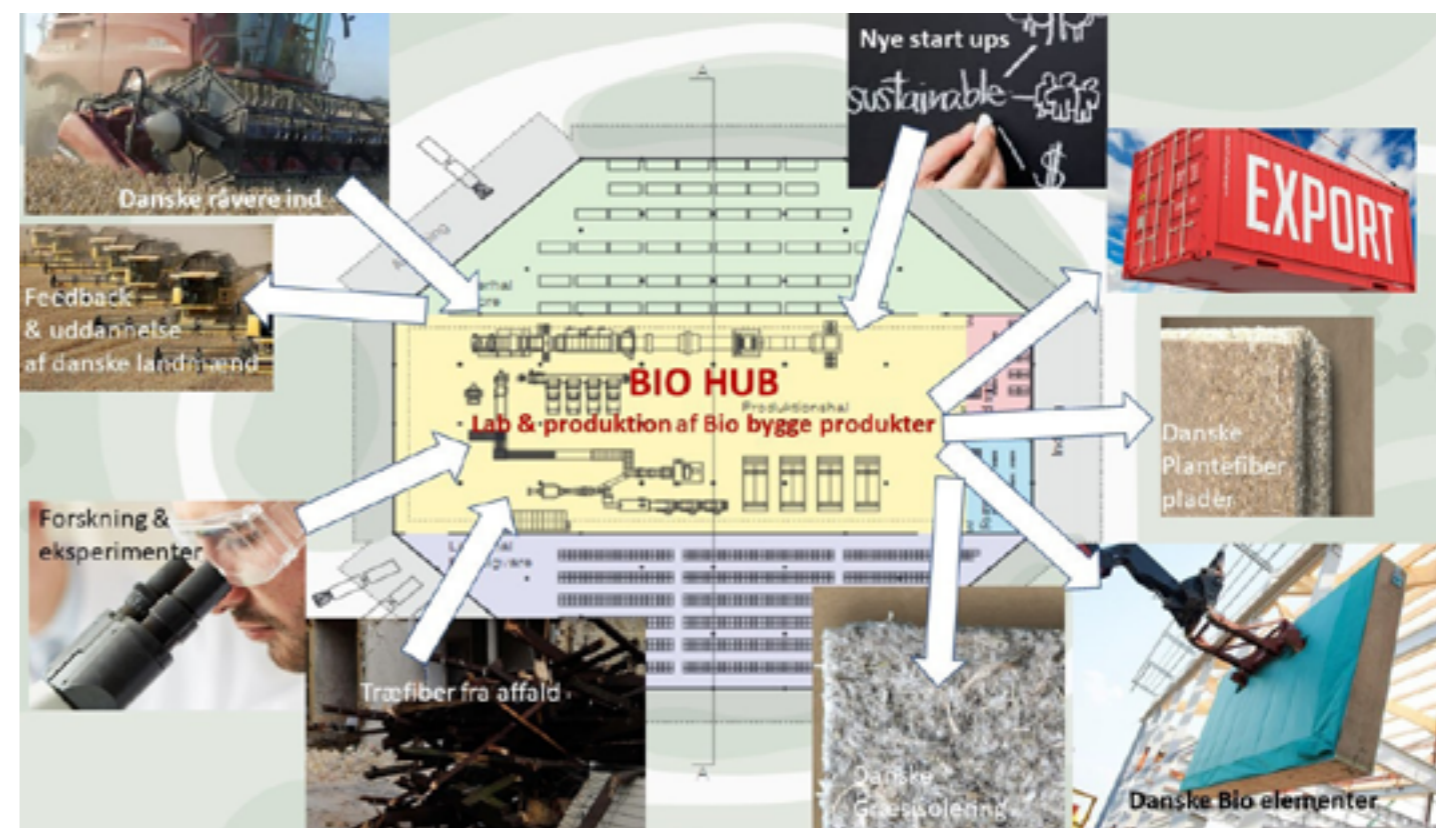 Nye start ups
sustainable
$
EXPORT
Danske råvere ind
Feedback
& uddannelse
af danske landmænd
A
BIO HUB
Produktionshal
Lab & produktion af Bio bygge produkter
Danske
Plantefiber
plader
Forskning &
eksperimenter
Træfiber fra affald
Danske
Græsisolering
Danske Bio elementer
A